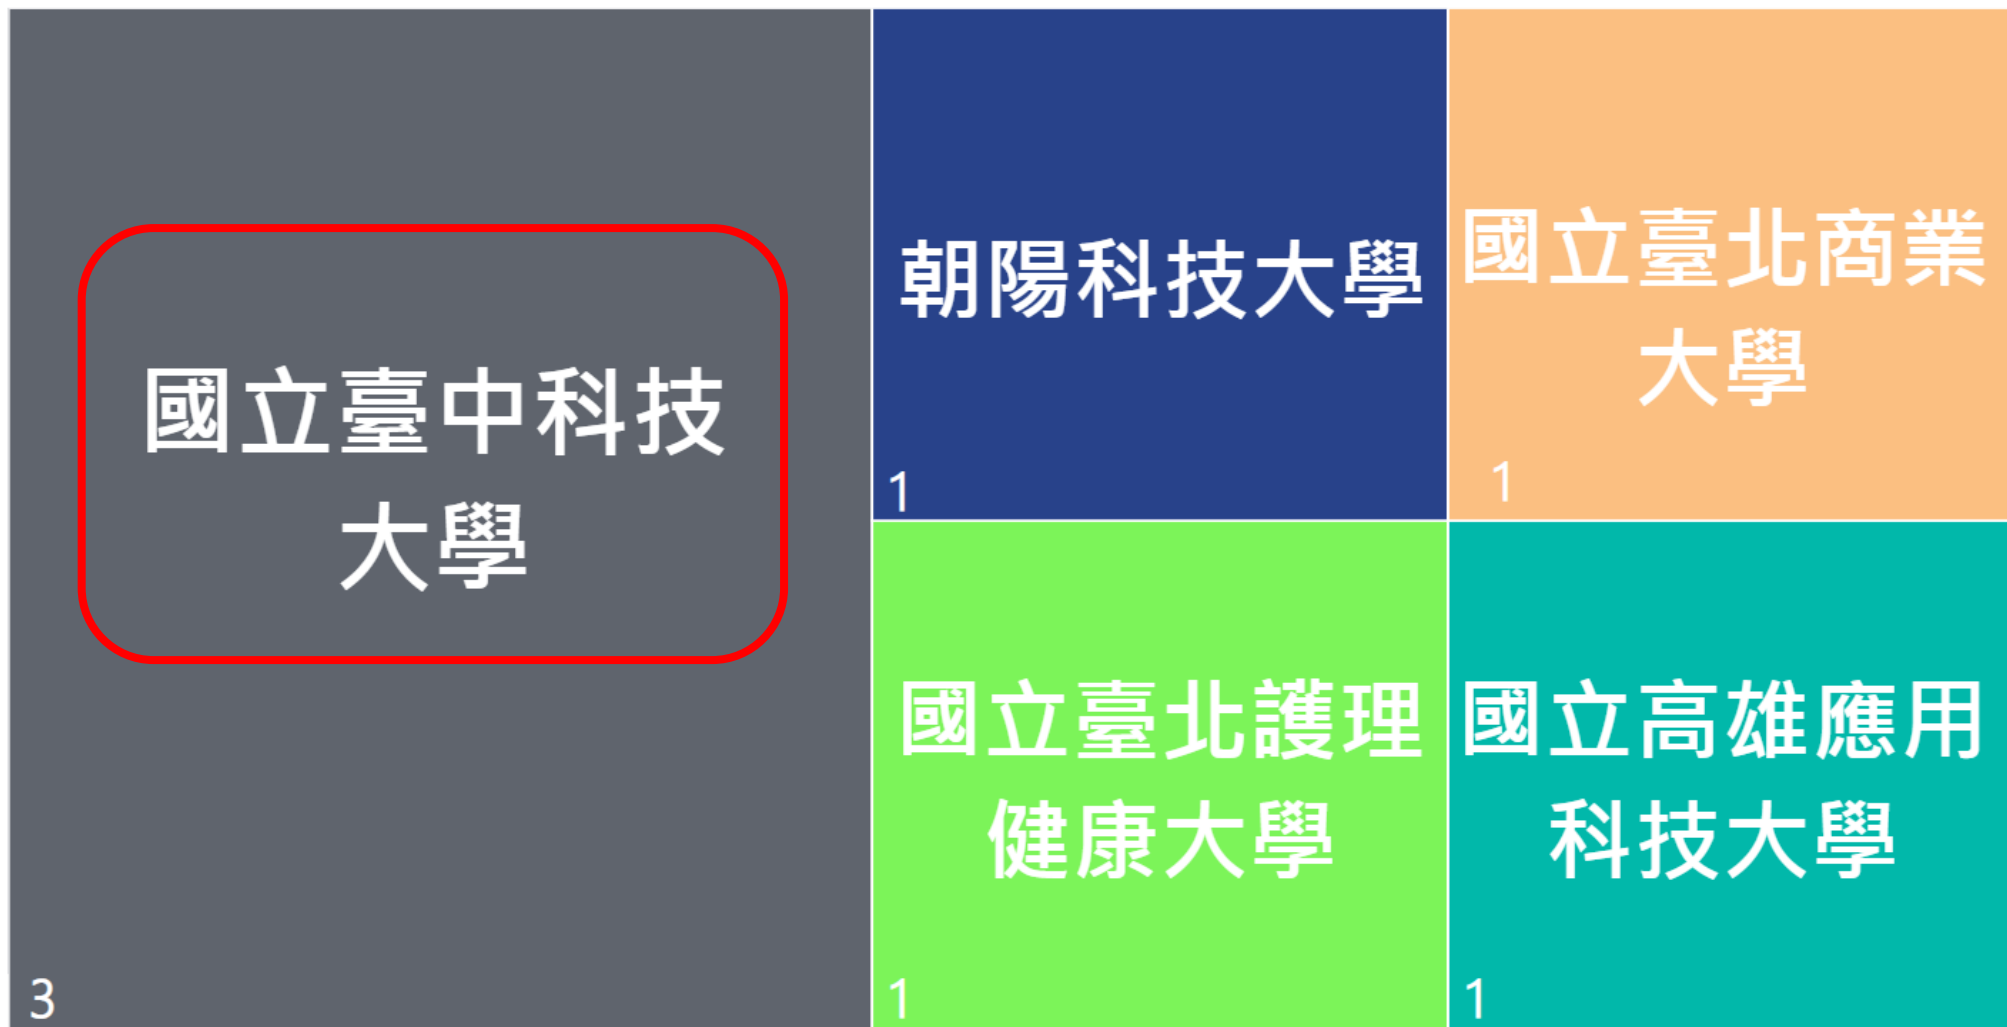 國立臺中科技
大學
3
朝陽科技大學
1
國立臺北商業
大學
1
國立臺北護理
健康大學
1
國立高雄應用
科技大學
1